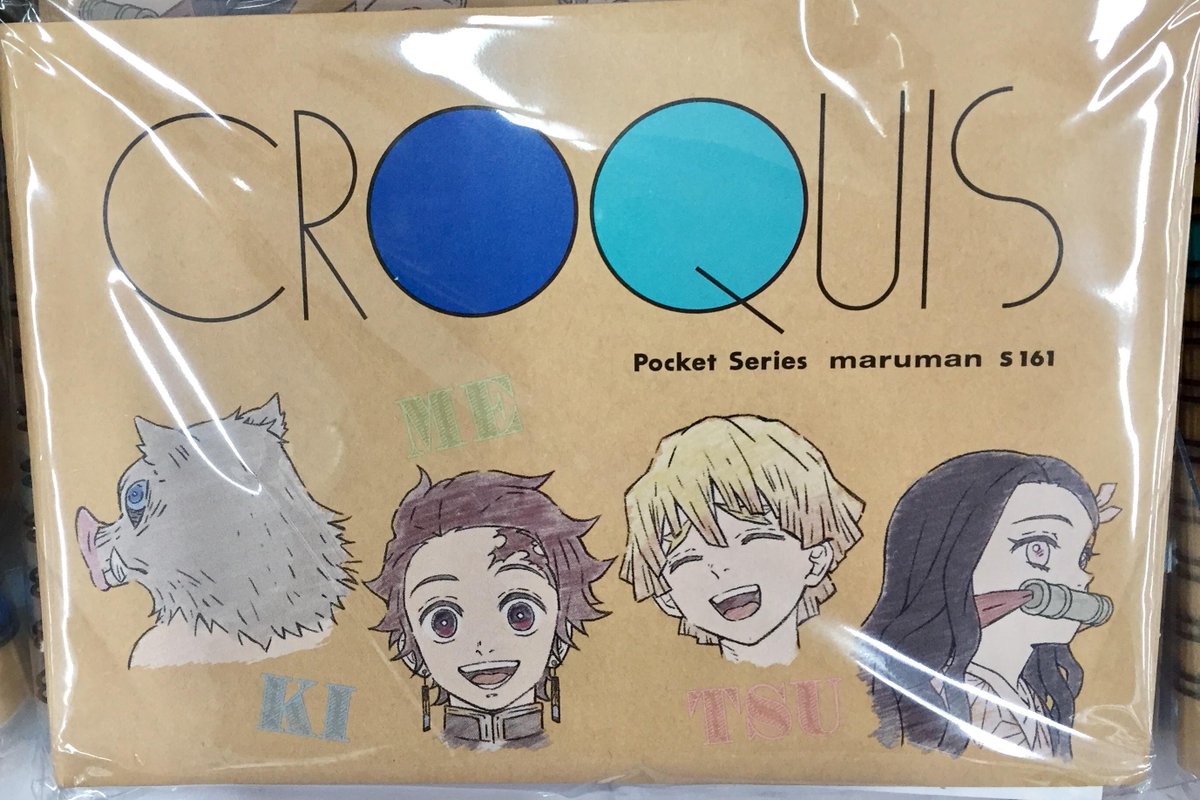 CROQUIS
Pocket Series maruman S161
ME
KI
TSU